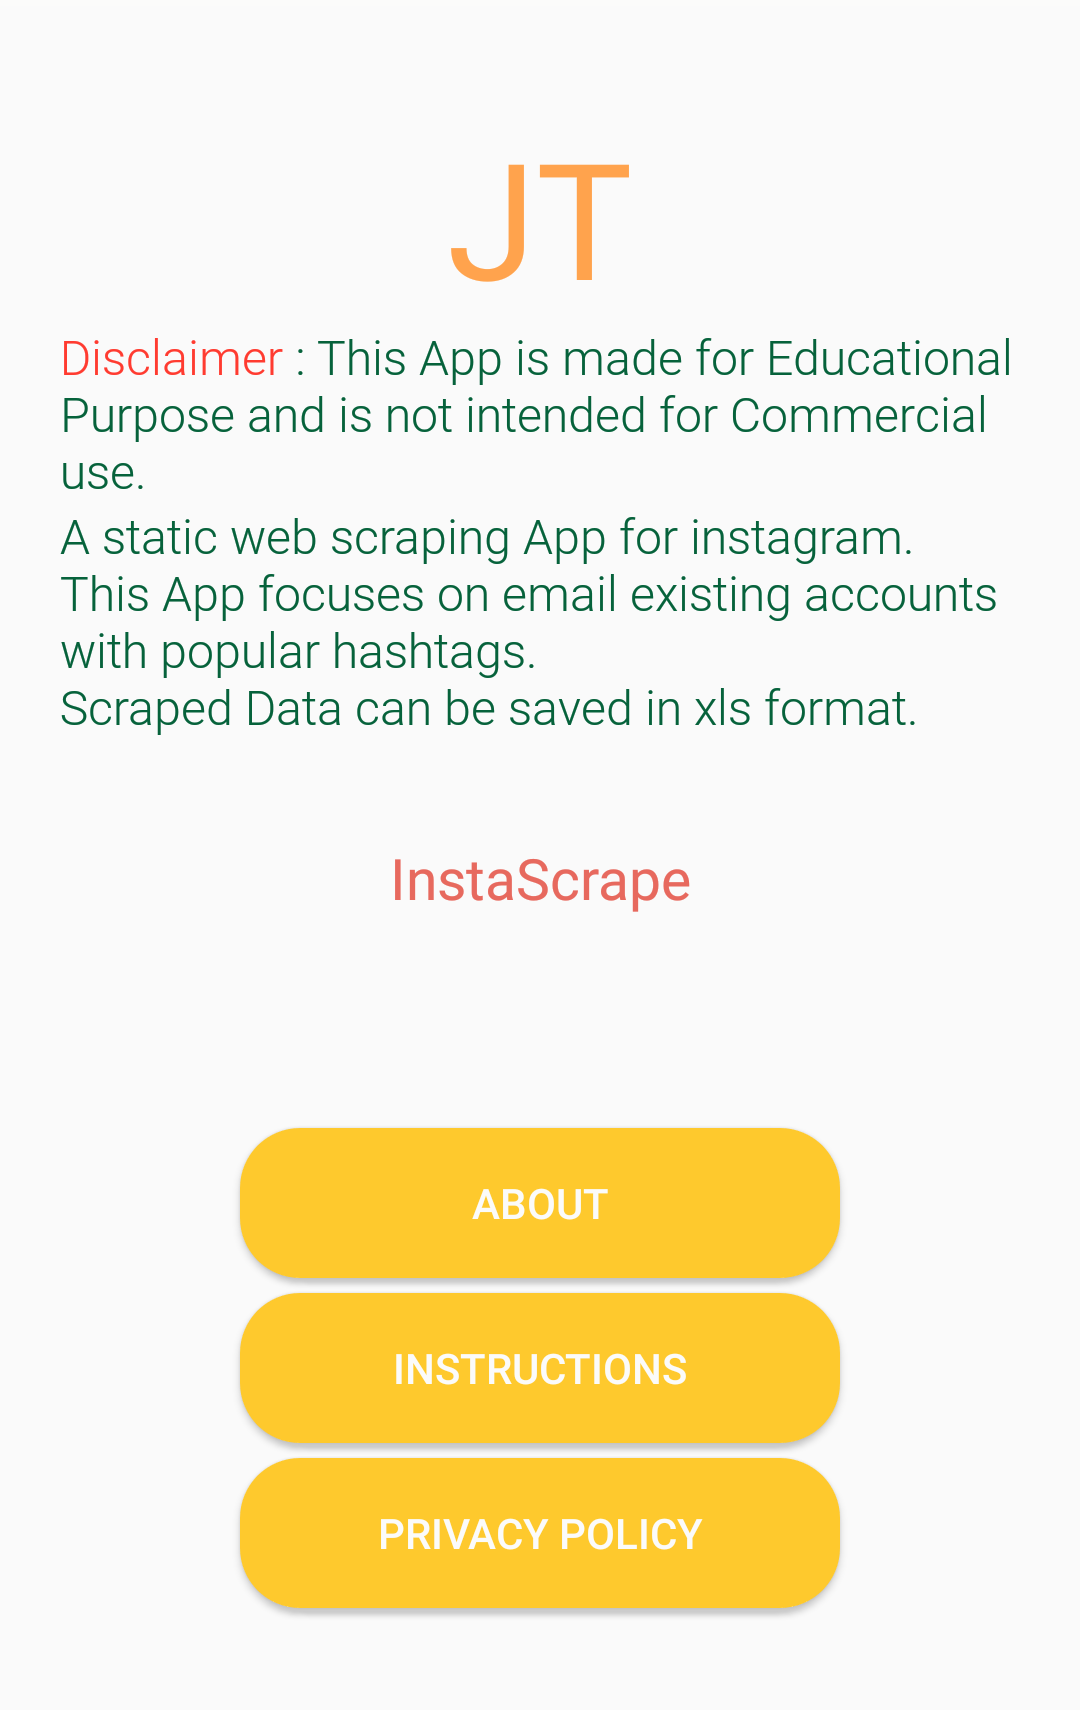 JT
Disclaimer : This App is made for Educational
Purpose and is not intended for Commercial
use.
A static web scraping App for instagram.
This App focuses on email existing accounts
with popular hashtags.
Scraped Data can be saved in xls format.
InstaScrape
ABOUT
INSTRUCTIONS
PRIVACY POLICY